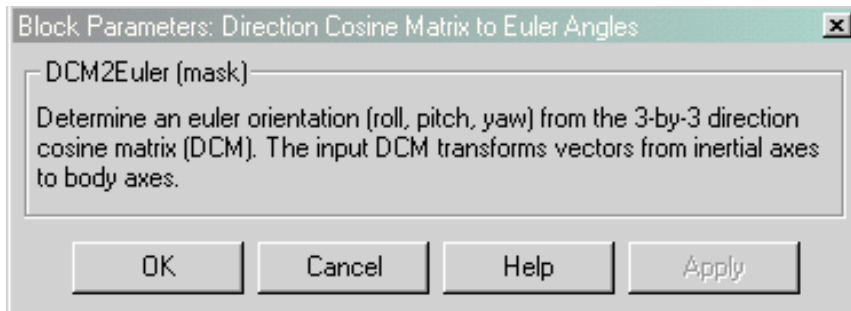 Block Parameters: Direction Cosine Matrix to Euler Angles
DCM2Euler (mask)
Determine an euler orientation (roll, pitch, yaw) from the 3-by-3 direction
cosine matrix (DCM). The input DCM transforms vectors from inertial axes
to body axes.
OK Cancel Help Apply